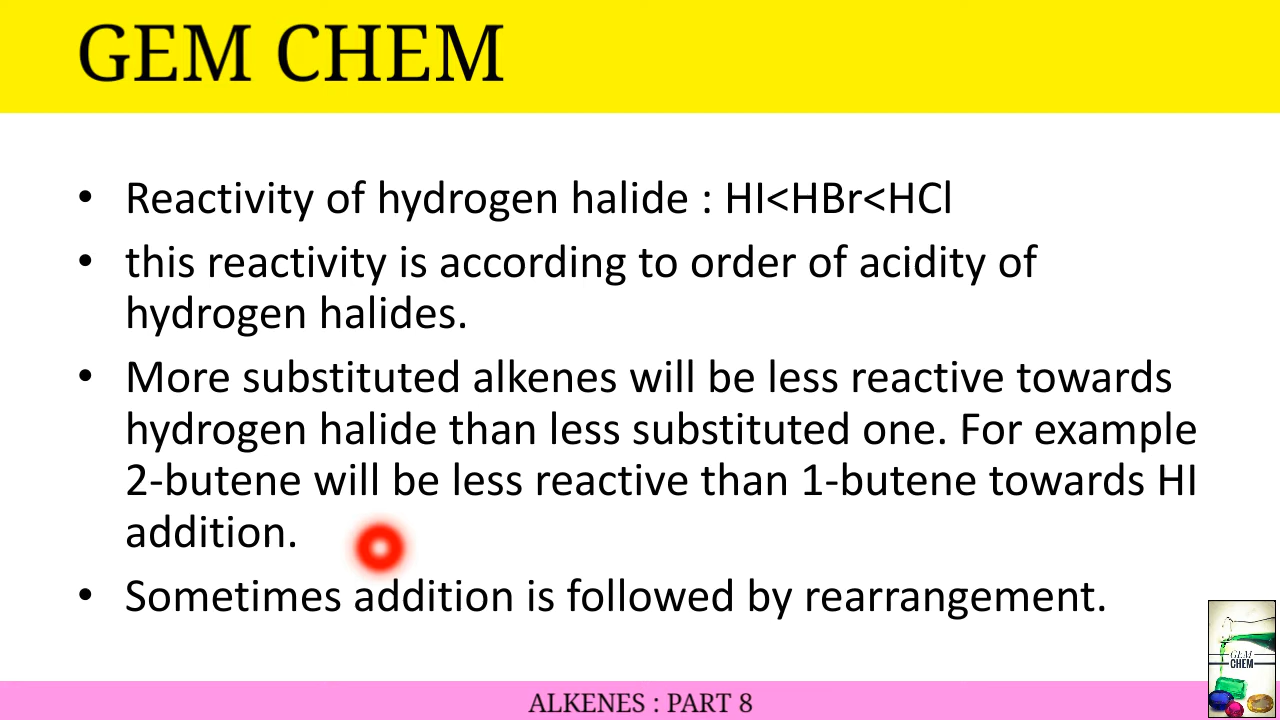 GEM CHEM
• Reactivity of hydrogen halide : HI<HBr<HCl
• this reactivity is according to order of acidity of
hydrogen halides.
• More substituted alkenes will be less reactive towards
hydrogen halide than less substituted one. For example
2-butene will be less reactive than 1-butene towards HI
addition.
• Sometimes addition is followed by rearrangement.
GEM
CHEM
ALKENES : PART 8